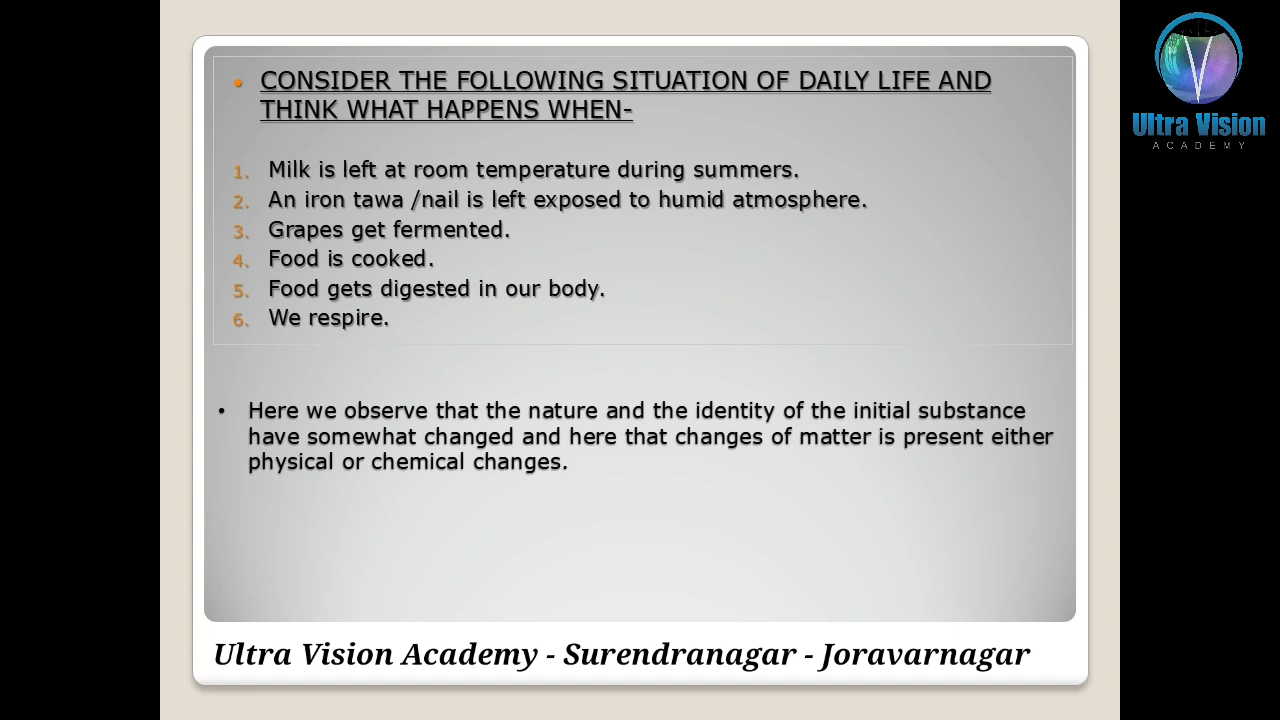 • CONSIDER THE FOLLOWING SITUATION OF DAILY LIFE AND
THINK WHAT HAPPENS WHEN-
1. Milk is left at room temperature during summers.
2. An iron tawa /nail is left exposed to humid atmosphere.
3. Grapes get fermented.
4. Food is cooked.
5. Food gets digested in our body.
6. We respire.
• Here we observe that the nature and the identity of the initial substance
have somewhat changed and here that changes of matter is present either
physical or chemical changes.
Ultra Vision Academy - Surendranagar - Joravarnagar
Ultra Vision
ACADEMY